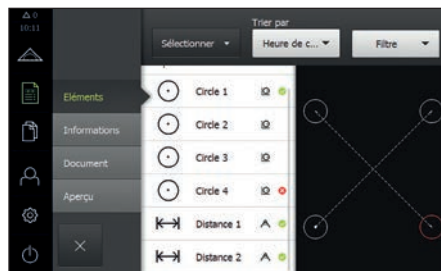 0
10:11
Trier par
Sélectionner
Heure de c...
Filtre
Eléments
Informations
Document
Aperçu
Circle 1
Circle 2
Circle 3
Circle 4
Distance 1
Distance 2